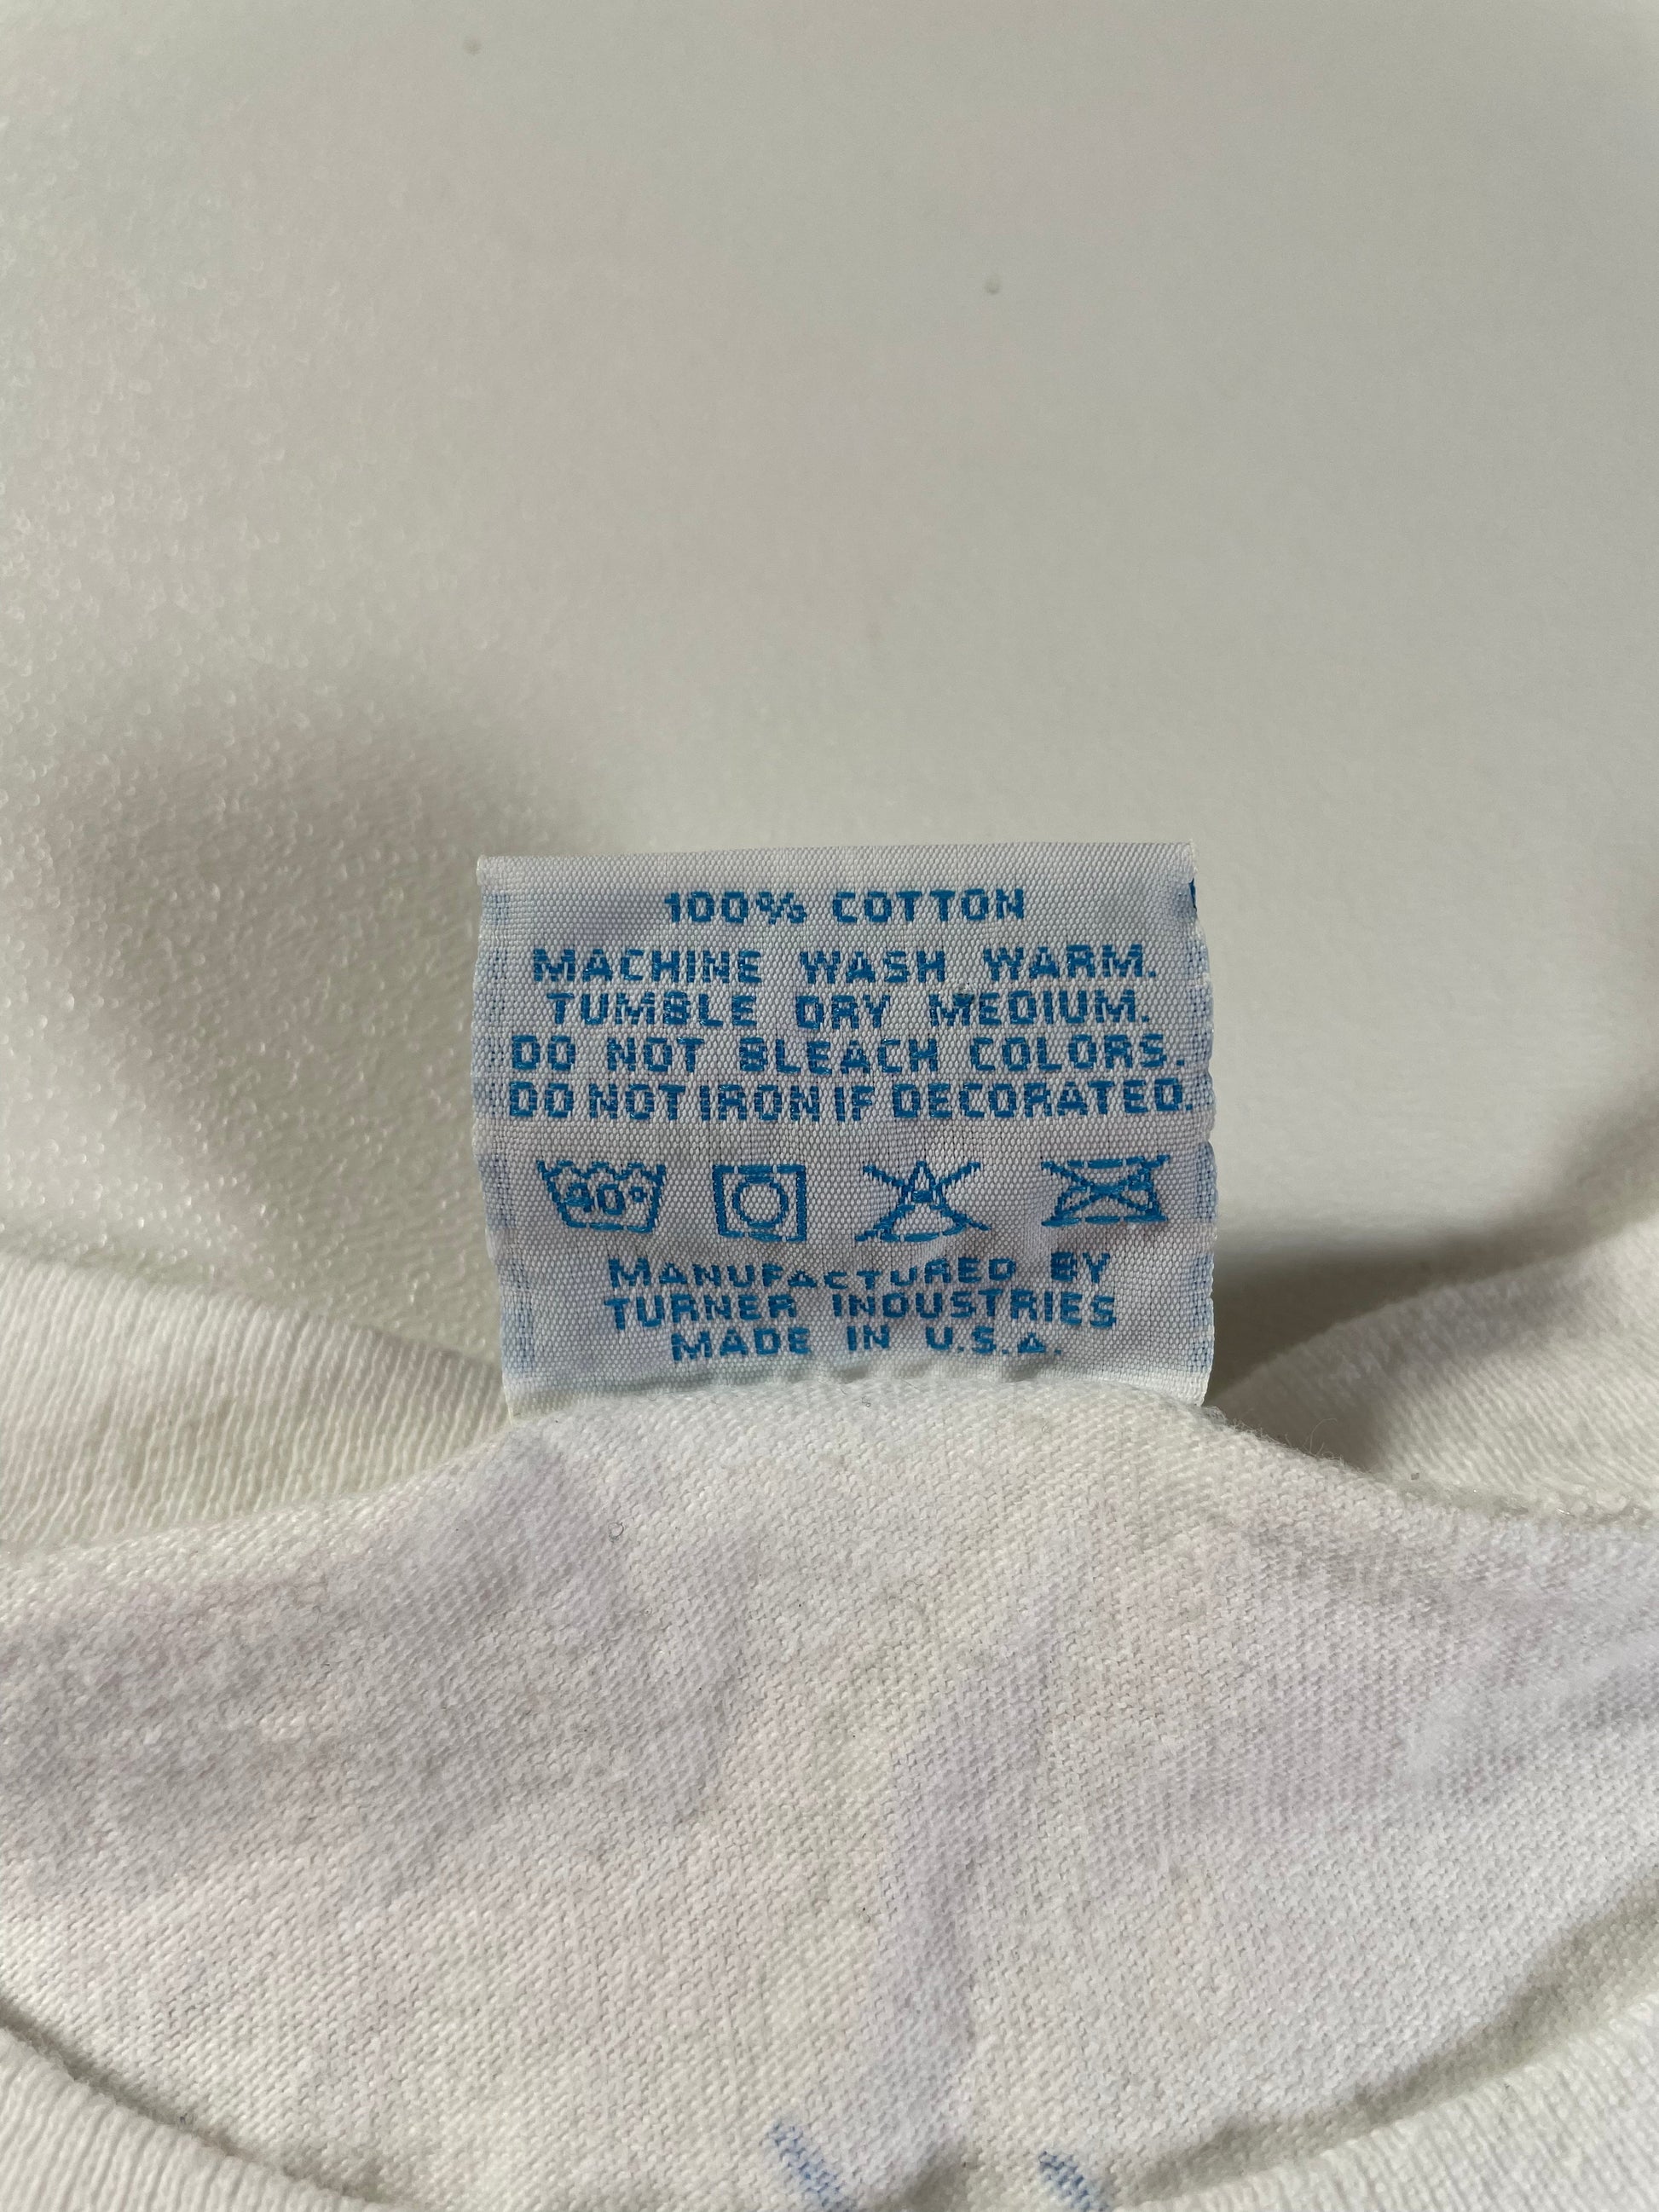 100% COTTON
MACHINE WASH WARM.
TUMBLE DRY MEDIUM.
DO NOT BLEACH COLORS.
DO NOT IRON IF DECORATED.
40°
MANUFACTURED BY
TURNER INDUSTRIES
MADE IN U.S.A.